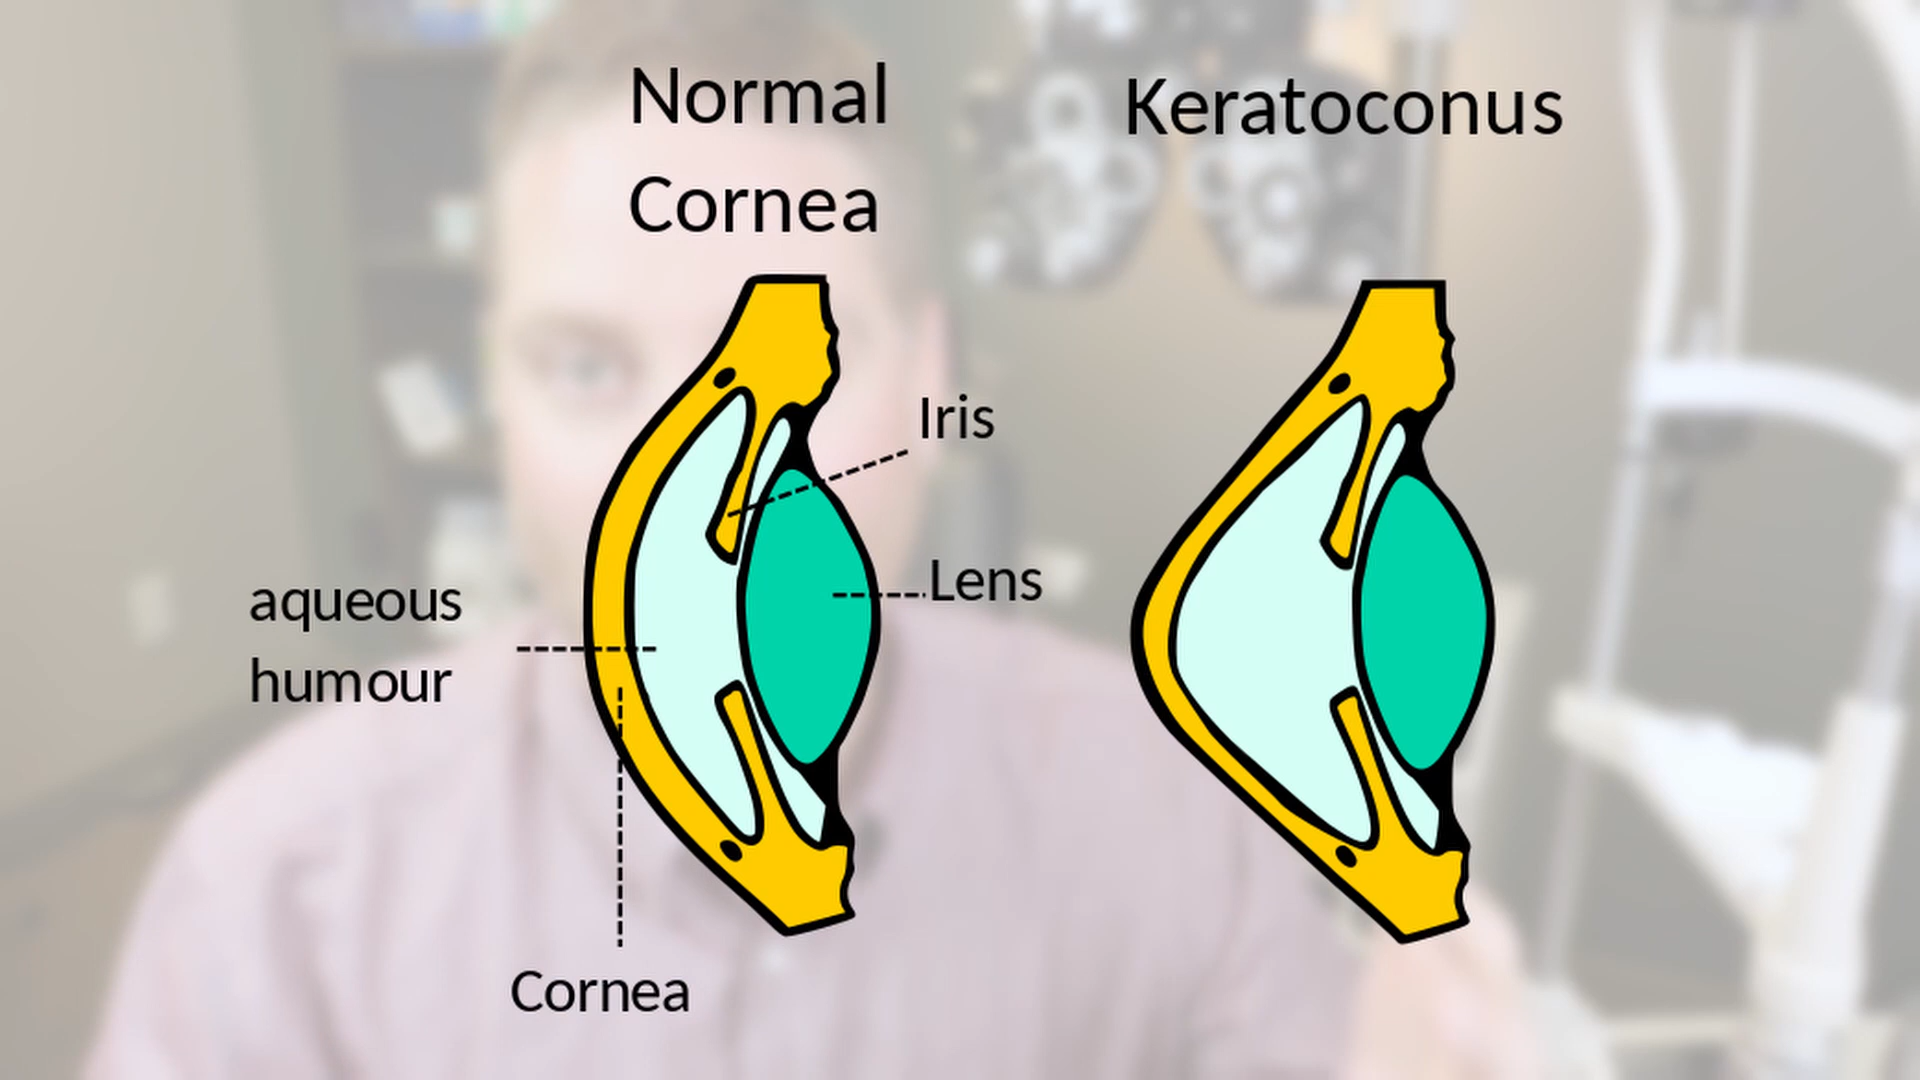 Normal
Cornea
Keratoconus
Iris
Lens
aqueous
humour
Cornea